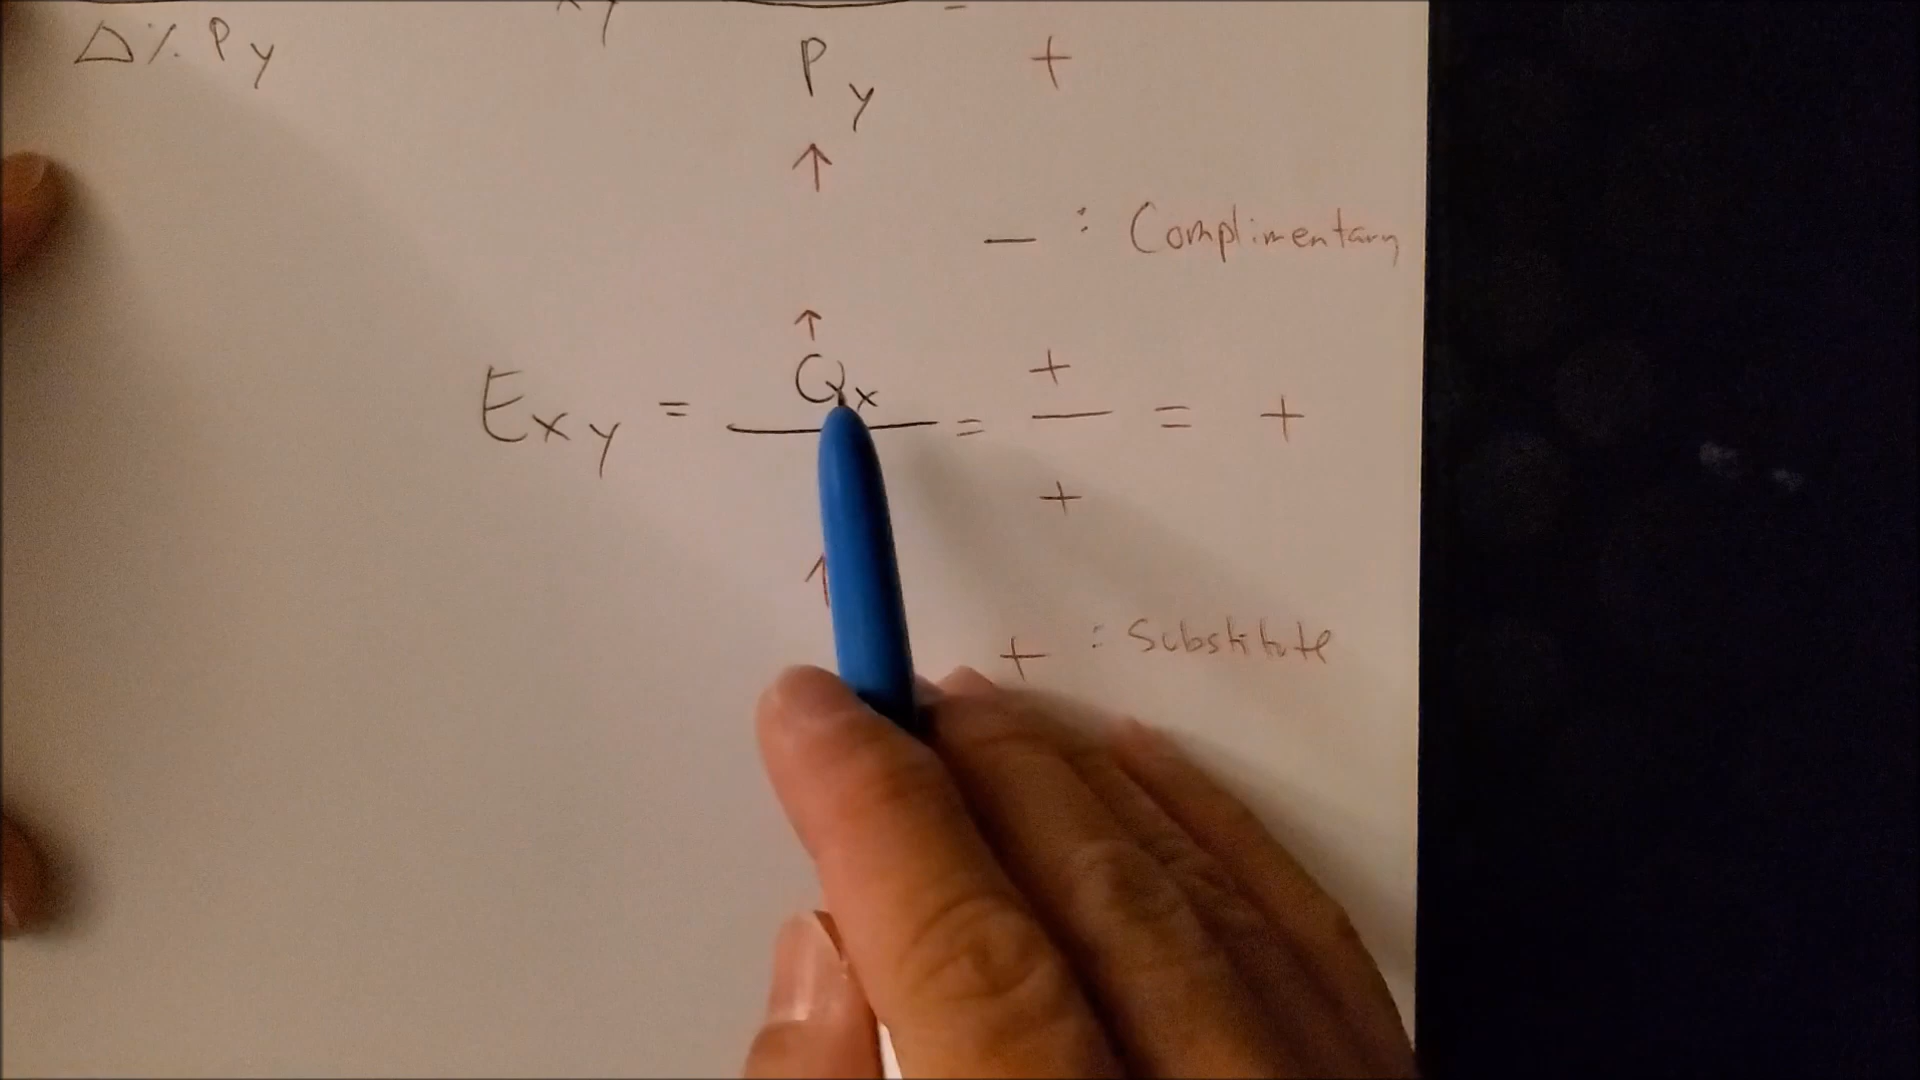 Δ% Py
Py
+
↑
– : Complimentary
↑
Exy = Qx = + / + = +
↑
+ : Substitute